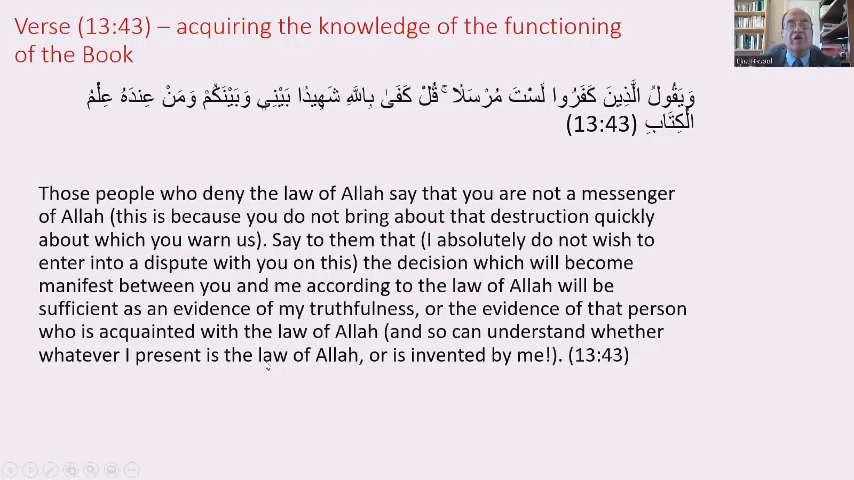 Verse (13:43) – acquiring the knowledge of the functioning
of the Book
وَيَقُولُ الَّذِينَ كَفَرُوا لَسْتَ مُرْسَلًا ۚ قُلْ كَفَىٰ بِاللَّهِ شَهِيدًا بَيْنِي وَبَيْنَكُمْ وَمَنْ عِندَهُ عِلْمُ
الْكِتَابِ (13:43)
Those people who deny the law of Allah say that you are not a messenger
of Allah (this is because you do not bring about that destruction quickly
about which you warn us). Say to them that (I absolutely do not wish to
enter into a dispute with you on this) the decision which will become
manifest between you and me according to the law of Allah will be
sufficient as an evidence of my truthfulness, or the evidence of that person
who is acquainted with the law of Allah (and so can understand whether
whatever I present is the law of Allah, or is invented by me!). (13:43)